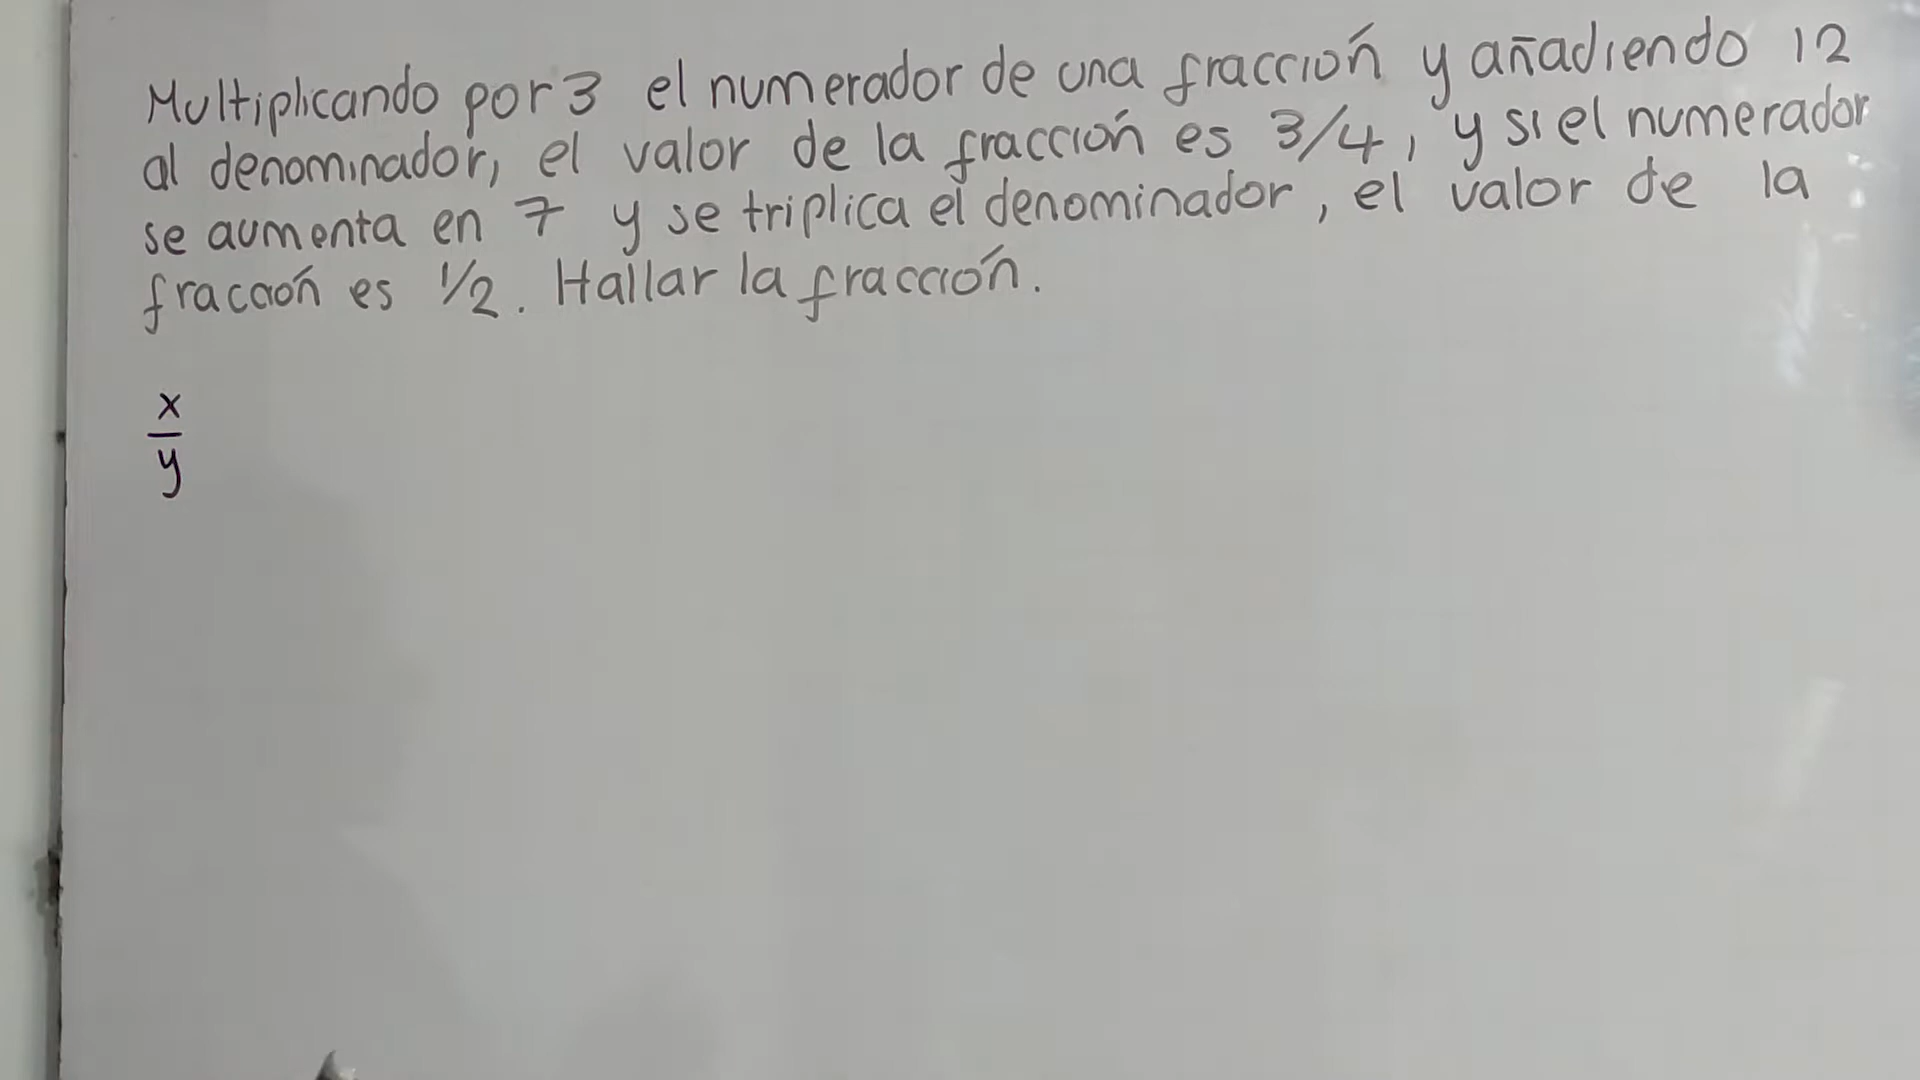 Multiplicando por 3 el numerador de una fracción y añadiendo 12
al denominador, el valor de la fracción es 3/4, y si el numerador
se aumenta en 7 y se triplica el denominador, el valor de la
fracción es 1/2. Hallar la fracción.
x
y